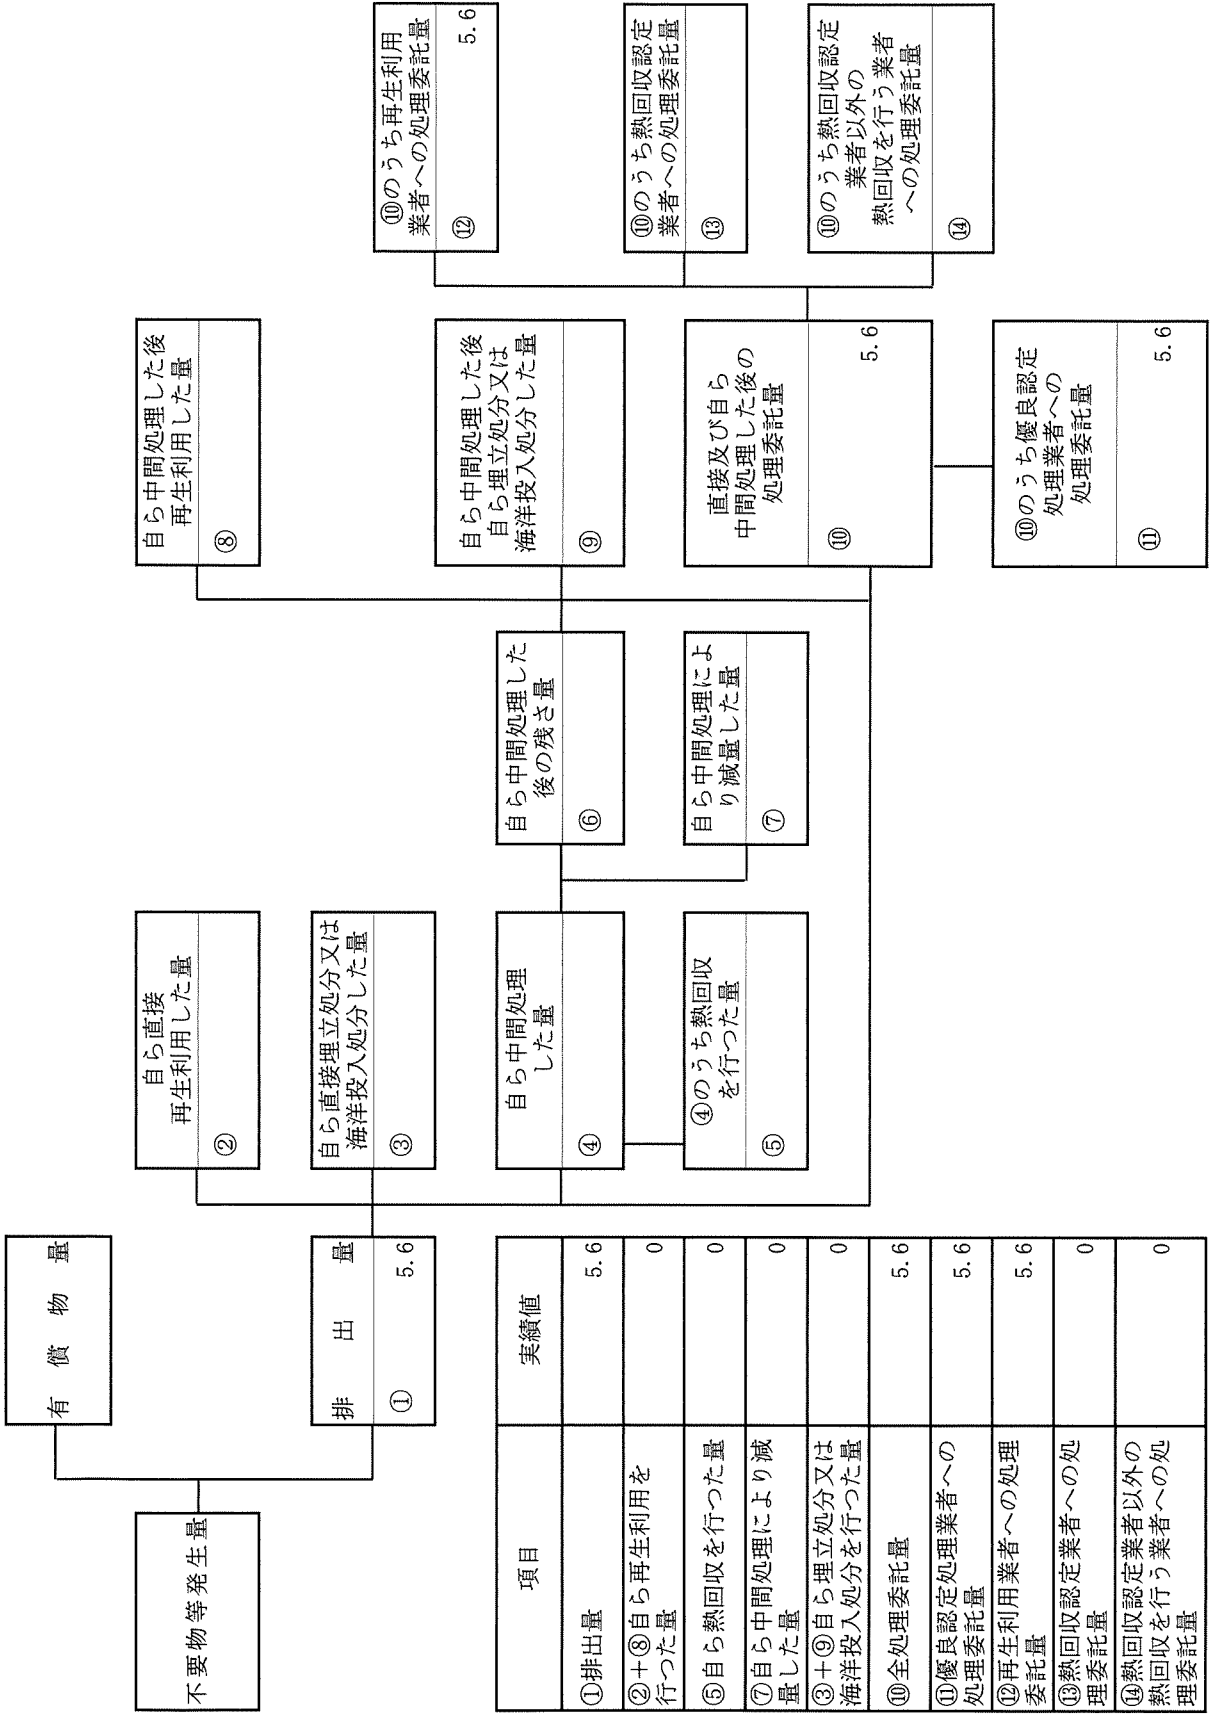 不要物等発生量
有償物量
排出量
① 5.6
自ら直接
再生利用した量
②
自ら直接埋立処分又は
海洋投入処分した量
③
自ら中間処理
した量
④
④のうち熱回収
を行つた量
⑤
自ら中間処理した
後の残さ量
⑥
自ら中間処理によ
り減量した量
⑦
自ら中間処理した後
再生利用した量
⑧
自ら中間処理した後
自ら埋立処分又は
海洋投入処分した量
⑨
直接及び自ら
中間処理した後の
処理委託量
⑩ 5.6
⑩のうち優良認定
処理業者への
処理委託量
⑪ 5.6
⑩のうち再生利用
業者への処理委託量
⑫ 5.6
⑩のうち熱回収認定
業者への処理委託量
⑬
⑩のうち熱回収認定
業者以外の
熱回収を行う業者
への処理委託量
⑭
項目 実績値
①排出量 5.6
②+⑧自ら再生利用を
行つた量 0
⑤自ら熱回収を行つた量 0
⑦自ら中間処理により減
量した量 0
③+⑨自ら埋立処分又は
海洋投入処分を行つた量 0
⑩全処理委託量 5.6
⑪優良認定処理業者への
処理委託量 5.6
⑫再生利用業者への処理
委託量 5.6
⑬熱回収認定業者への処
理委託量 0
⑭熱回収認定業者以外の
熱回収を行う業者への処
理委託量 0